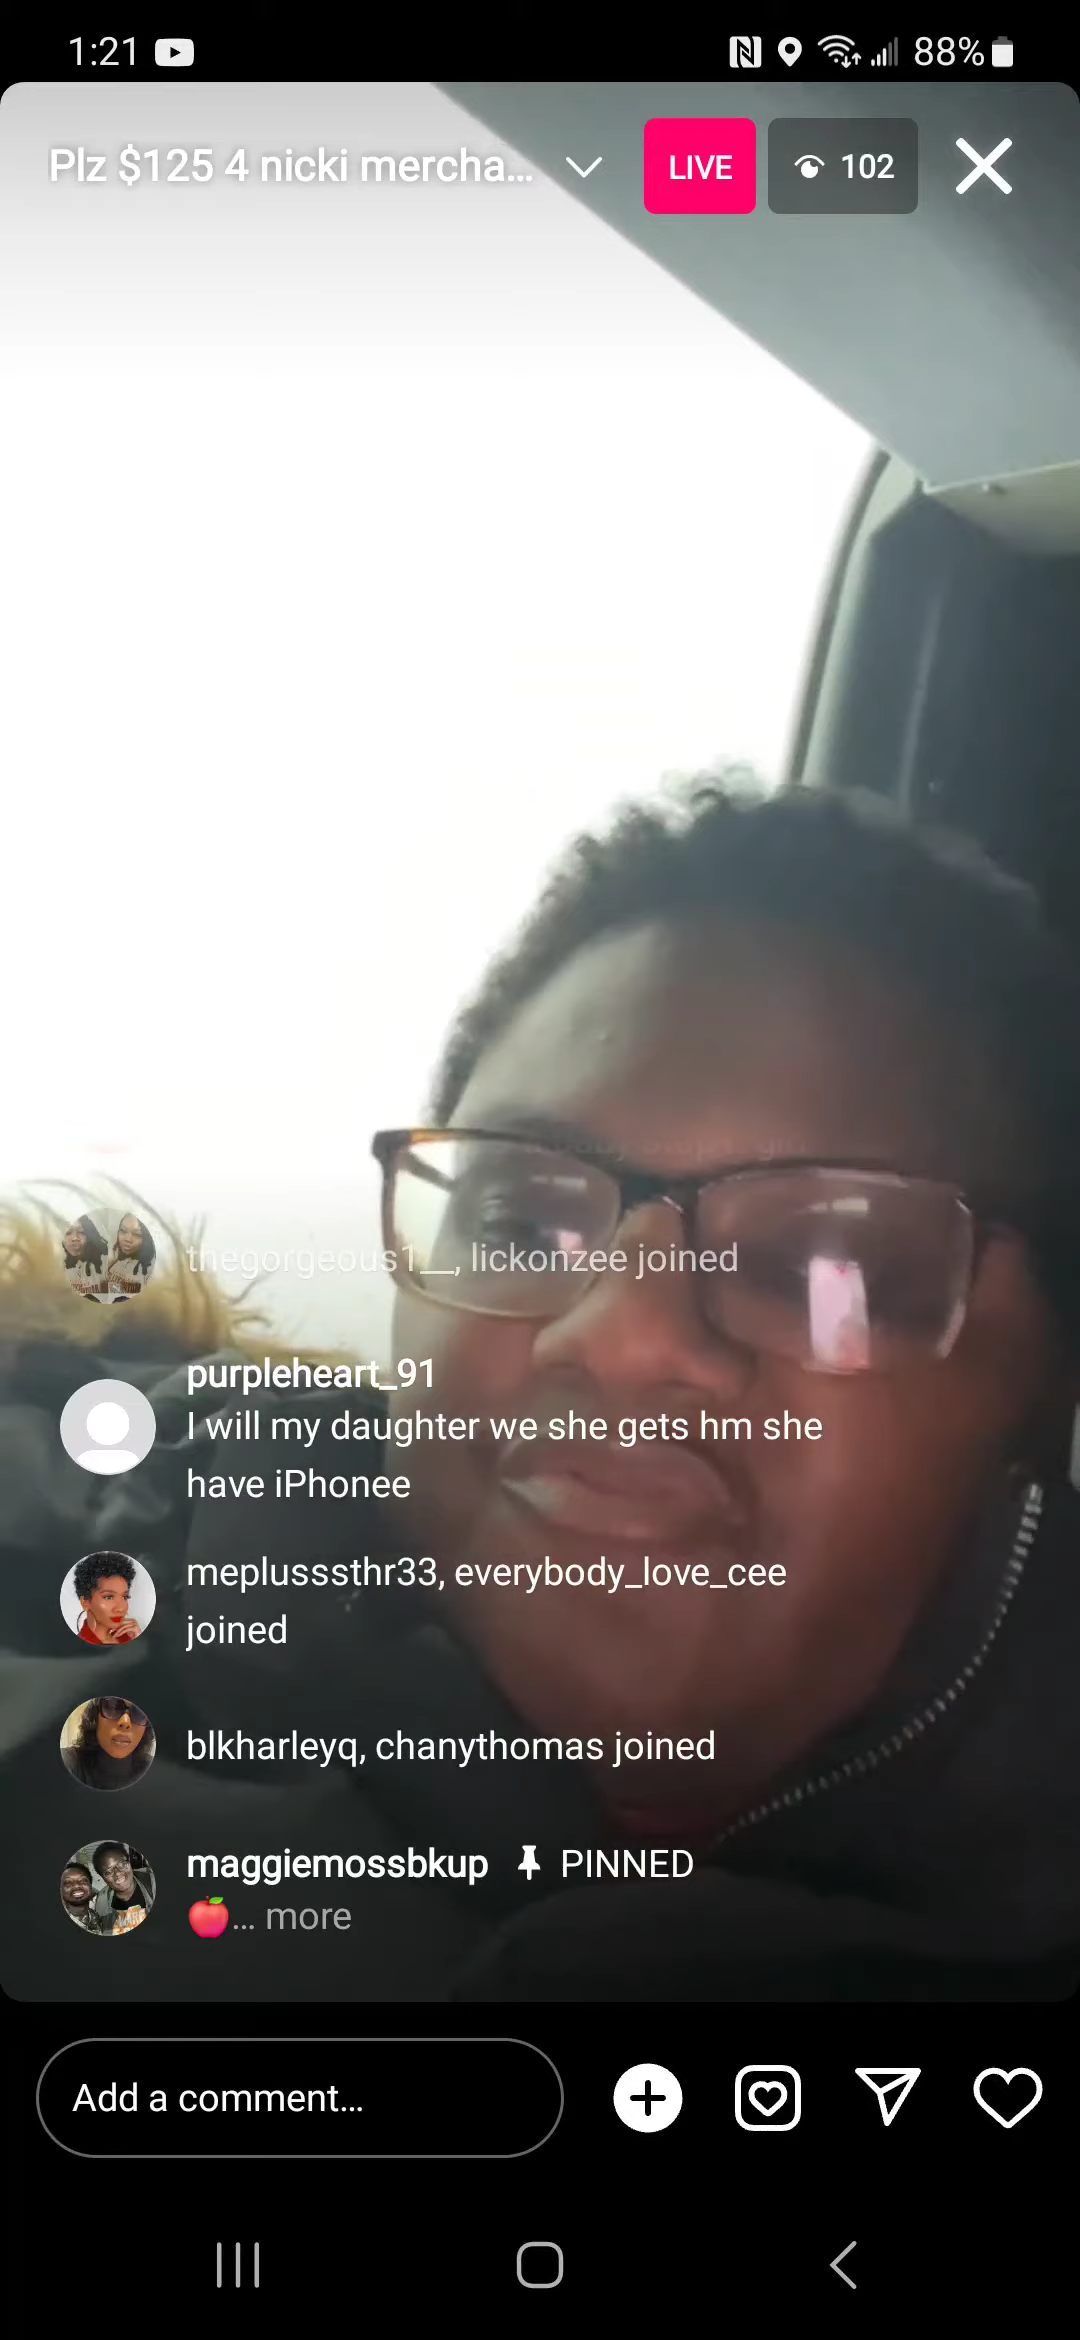 1:21
88%
Plz $125 4 nicki mercha...
LIVE
102
thegorgeous1__, lickonzee joined
purpleheart_91
I will my daughter we she gets hm she
have iPhonee
meplusssthr33, everybody_love_cee
joined
blkharleyq, chanythomas joined
maggiemossbkup PINNED
🍎... more
Add a comment...